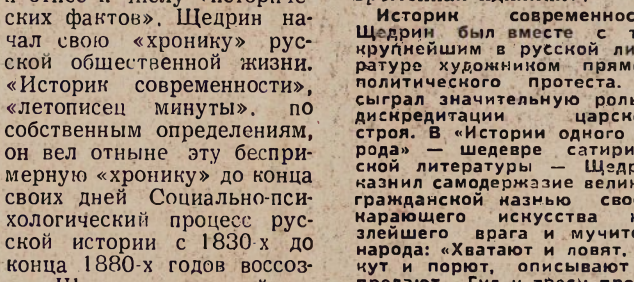 ских фактов». Щедрин на-
чал свою «хронику» рус-
ской общественной жизни.
«Историк современности»,
«летописец минуты», по
собственным определениям,
он вел отныне эту беспри-
мерную «хронику» до конца
своих дней Социально-пси-
хологический процесс рус-
ской истории с 1830-х до
конца 1880-х годов воссоз-
Историк современнос
Щедрин был вместе с т
крупнейшим в русской ли
ратуре художником прям
политического протеста.
сыграл значительную роль
дискредитации царск
строя. В «Истории одного
рода» — шедевре сатири
ской литературы — Щедр
казнил самодержавие вели
гражданской казнью сво
карающего искусства к
злейшего врага и мучит
народа: «Хватают и ловят,
кут и порют, описывают